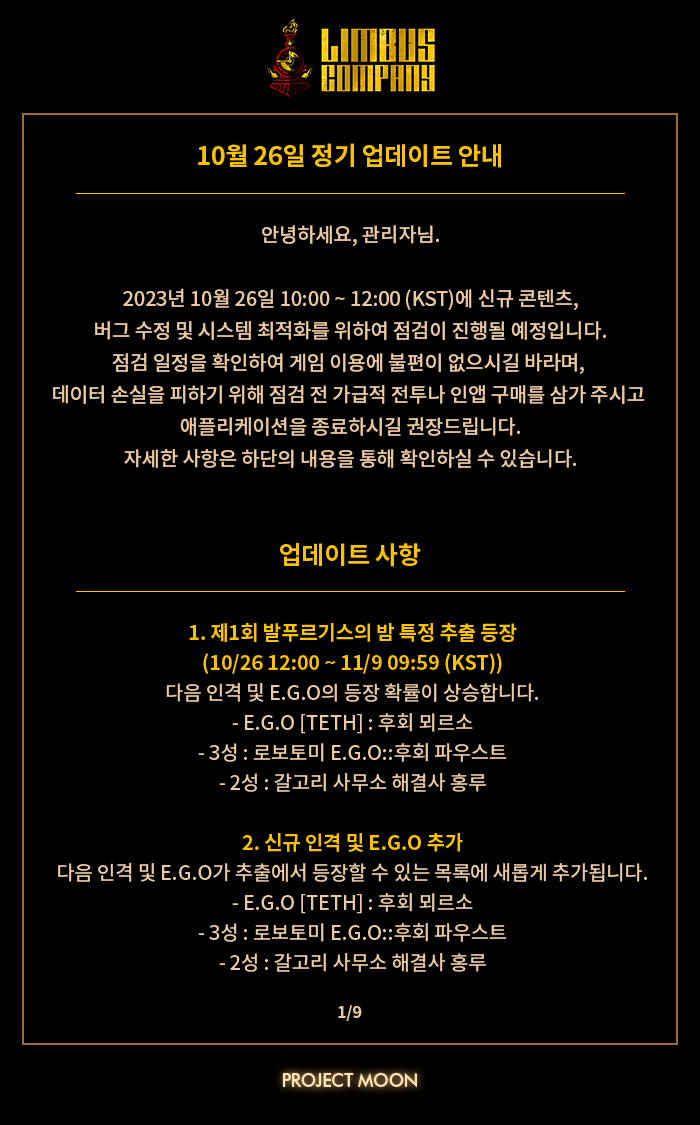 LIMBUS
COMPANY
10월 26일 정기 업데이트 안내
안녕하세요, 관리자님.
2023년 10월 26일 10:00 ~ 12:00 (KST)에 신규 콘텐츠,
버그 수정 및 시스템 최적화를 위하여 점검이 진행될 예정입니다.
점검 일정을 확인하여 게임 이용에 불편이 없으시길 바라며,
데이터 손실을 피하기 위해 점검 전 가급적 전투나 인앱 구매를 삼가 주시고
애플리케이션을 종료하시길 권장드립니다.
자세한 사항은 하단의 내용을 통해 확인하실 수 있습니다.
업데이트 사항
1. 제1회 발푸르기스의 밤 특정 추출 등장
(10/26 12:00 ~ 11/9 09:59 (KST))
다음 인격 및 E.G.O의 등장 확률이 상승합니다.
- E.G.O [TETH] : 후회 뫼르소
- 3성 : 로보토미 E.G.O::후회 파우스트
- 2성 : 갈고리 사무소 해결사 홍루
2. 신규 인격 및 E.G.O 추가
다음 인격 및 E.G.O가 추출에서 등장할 수 있는 목록에 새롭게 추가됩니다.
- E.G.O [TETH] : 후회 뫼르소
- 3성 : 로보토미 E.G.O::후회 파우스트
- 2성 : 갈고리 사무소 해결사 홍루
1/9
PROJECT MOON